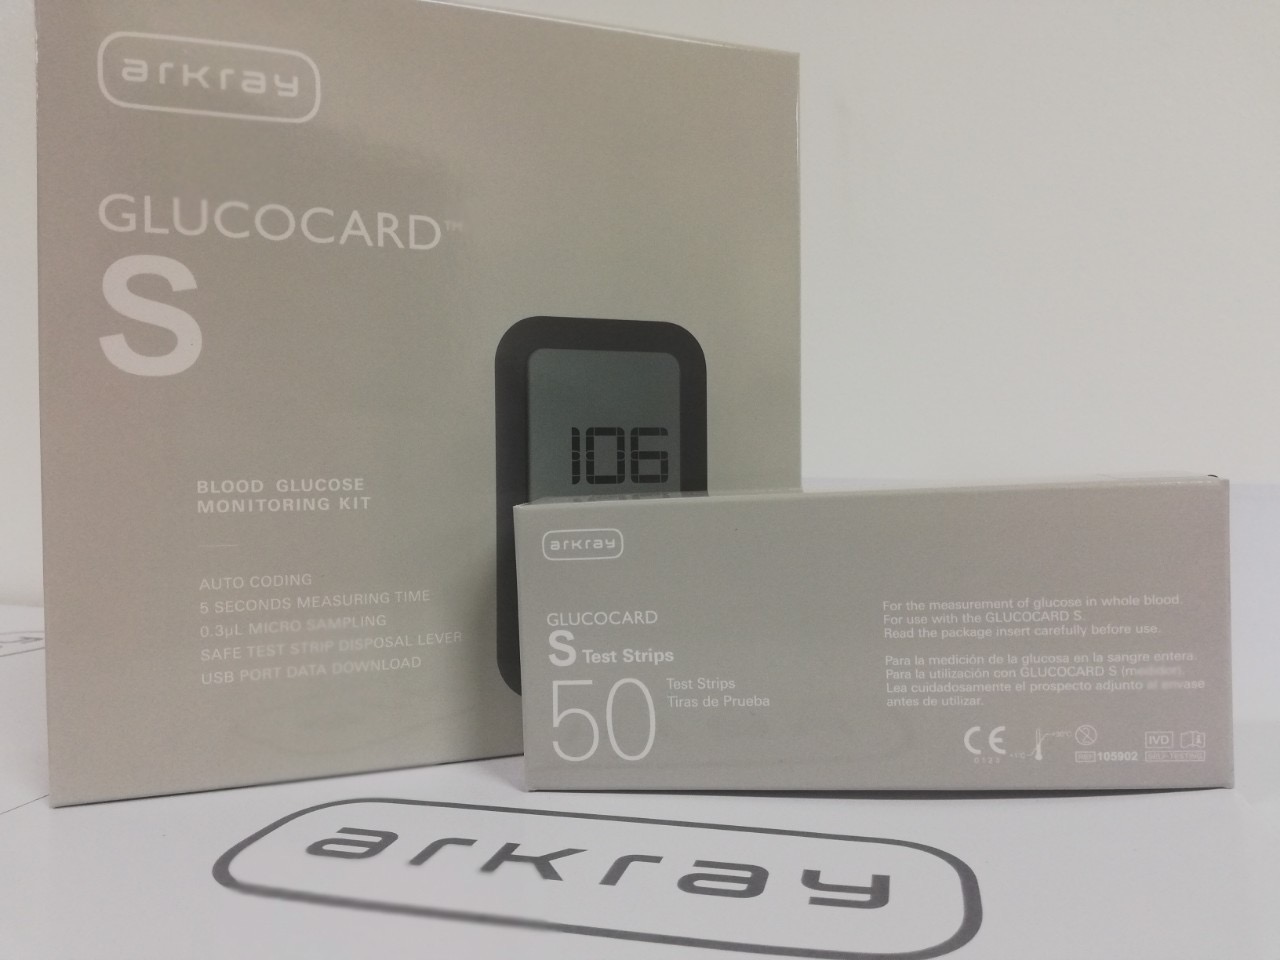 arkray
GLUCOCARD™
S
BLOOD GLUCOSE
MONITORING KIT
AUTO CODING
5 SECONDS MEASURING TIME
0.3μL MICRO SAMPLING
SAFE TEST STRIP DISPOSAL LEVER
USB PORT DATA DOWNLOAD
106
arkray
GLUCOCARD
S Test Strips
50 Test Strips
Tiras de Prueba
For the measurement of glucose in whole blood.
For use with the GLUCOCARD S.
Read the package insert carefully before use.
Para la medición de la glucosa en la sangre entera.
Para la utilización con GLUCOCARD S
Lea cuidadosamente el prospecto adjunto al envase
antes de utilizar.
CE
0123
REF 105902
IVD
SELF-TESTING
arkray